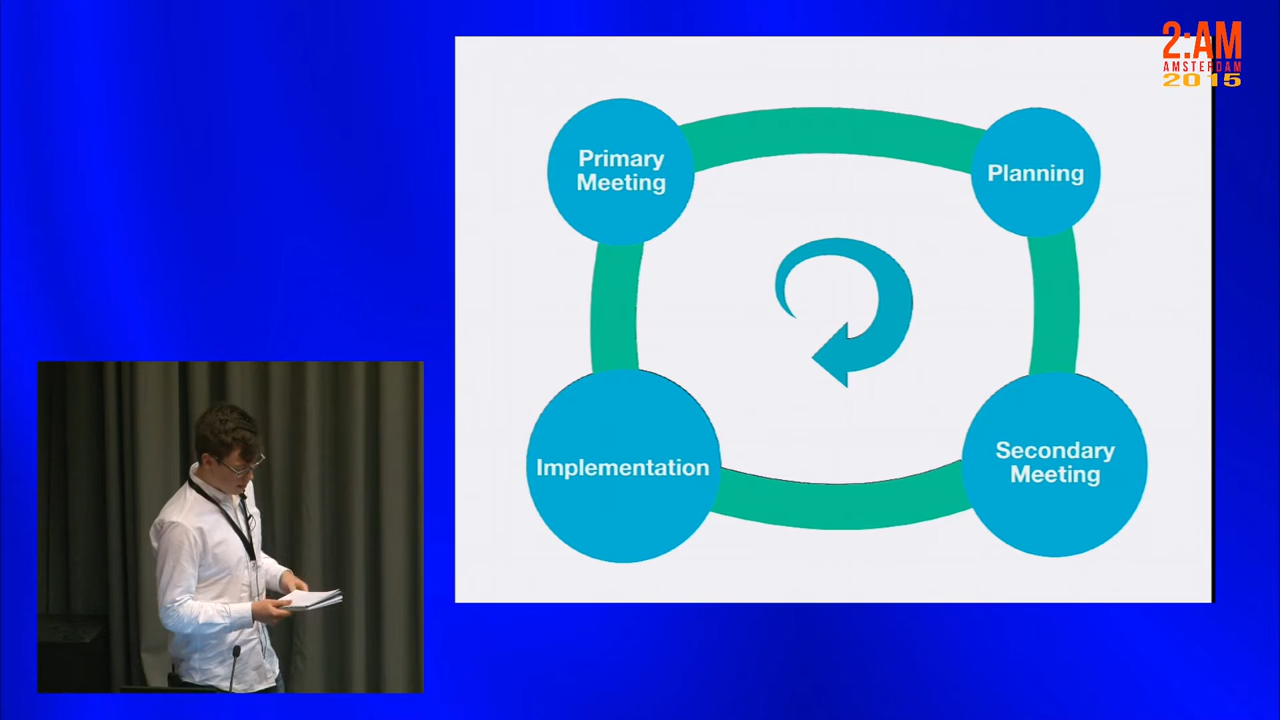 2:AM
AMSTERDAM
2015
Primary
Meeting
Planning
Implementation
Secondary
Meeting